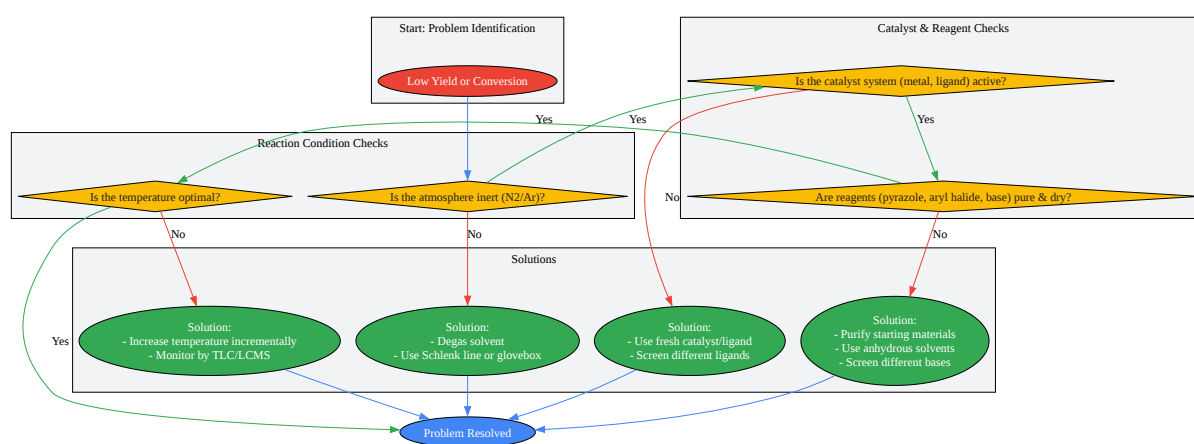 Start: Problem Identification
Catalyst & Reagent Checks
Low Yield or Conversion
Is the catalyst system (metal, ligand) active?
Yes
Yes
Yes
Reaction Condition Checks
Is the temperature optimal?
Is the atmosphere inert (N2/Ar)?
No
Are reagents (pyrazole, aryl halide, base) pure & dry?
No
No
No
Solutions
Solution:
- Increase temperature incrementally
- Monitor by TLC/LCMS
Solution:
- Degas solvent
- Use Schlenk line or glovebox
Solution:
- Use fresh catalyst/ligand
- Screen different ligands
Solution:
- Purify starting materials
- Use anhydrous solvents
- Screen different bases
Yes
Problem Resolved